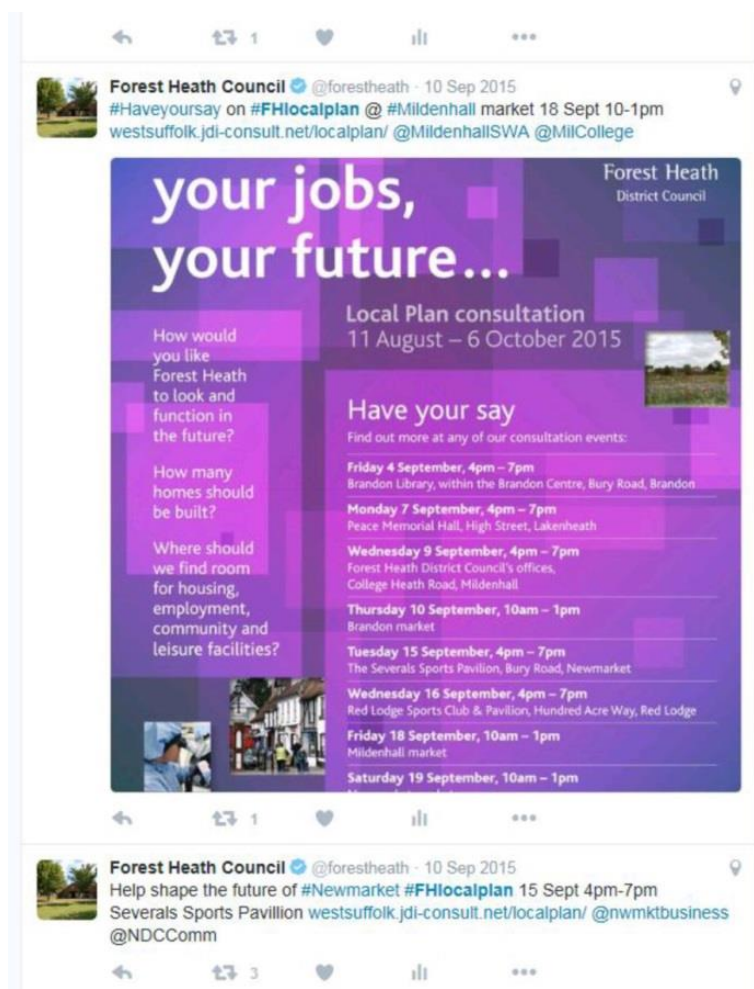 1
Forest Heath Council @forestheath · 10 Sep 2015
#Haveyoursay on #FHlocalplan @ #Mildenhall market 18 Sept 10-1pm
westsuffolk.jdi-consult.net/localplan/ @MildenhallSWA @MilCollege
Forest Heath
District Council
your jobs,
your future...
Local Plan consultation
11 August – 6 October 2015
How would
you like
Forest Heath
to look and
function in
the future?
How many
homes should
be built?
Where should
we find room
for housing,
employment,
community and
leisure facilities?
Have your say
Find out more at any of our consultation events:
Friday 4 September, 4pm – 7pm
Brandon Library, within the Brandon Centre, Bury Road, Brandon
Monday 7 September, 4pm – 7pm
Peace Memorial Hall, High Street, Lakenheath
Wednesday 9 September, 4pm – 7pm
Forest Heath District Council's offices,
College Heath Road, Mildenhall
Thursday 10 September, 10am – 1pm
Brandon market
Tuesday 15 September, 4pm – 7pm
The Severals Sports Pavilion, Bury Road, Newmarket
Wednesday 16 September, 4pm – 7pm
Red Lodge Sports Club & Pavilion, Hundred Acre Way, Red Lodge
Friday 18 September, 10am – 1pm
Mildenhall market
Saturday 19 September, 10am – 1pm
1
Forest Heath Council @forestheath · 10 Sep 2015
Help shape the future of #Newmarket #FHlocalplan 15 Sept 4pm-7pm
Severals Sports Pavillion westsuffolk.jdi-consult.net/localplan/ @nwmktbusiness
@NDCComm
3